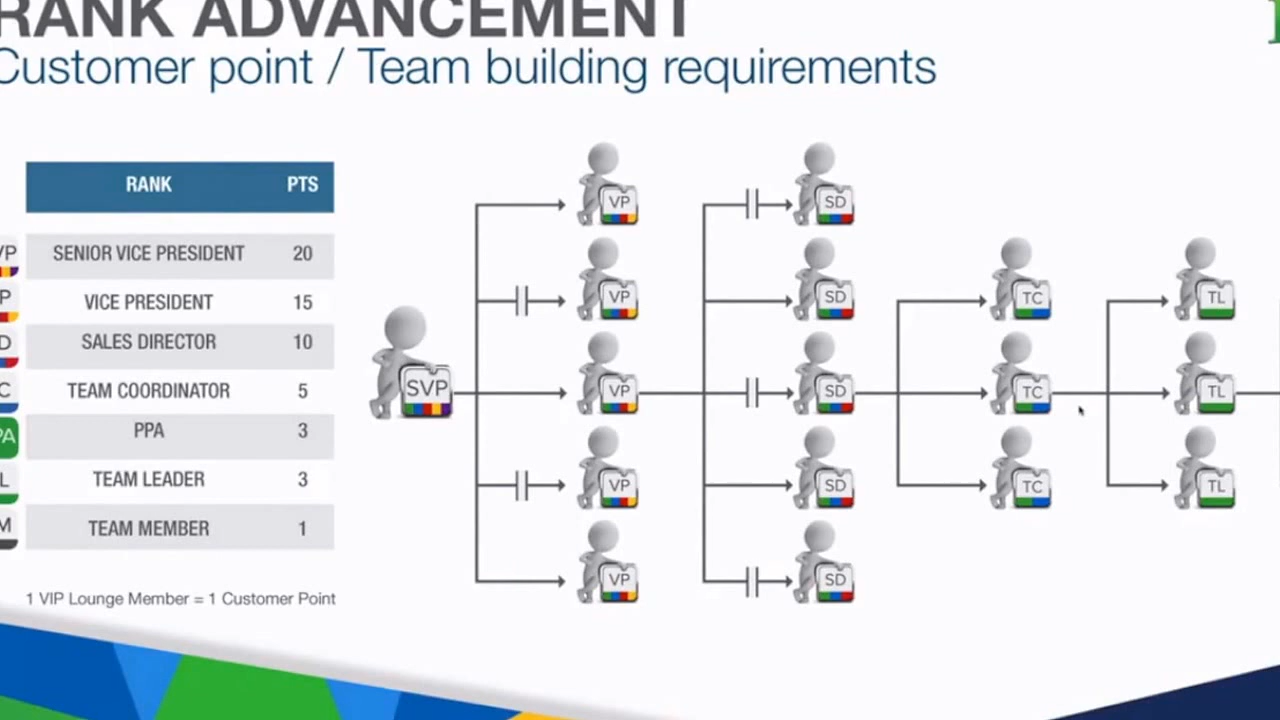 RANK ADVANCEMENT
Customer point / Team building requirements
RANK PTS
VP SENIOR VICE PRESIDENT 20
P VICE PRESIDENT 15
D SALES DIRECTOR 10
C TEAM COORDINATOR 5
PA PPA 3
L TEAM LEADER 3
M TEAM MEMBER 1
1 VIP Lounge Member = 1 Customer Point
VP SD
VP SD TC TL
SVP VP SD TC TL
VP SD TC TL
VP SD